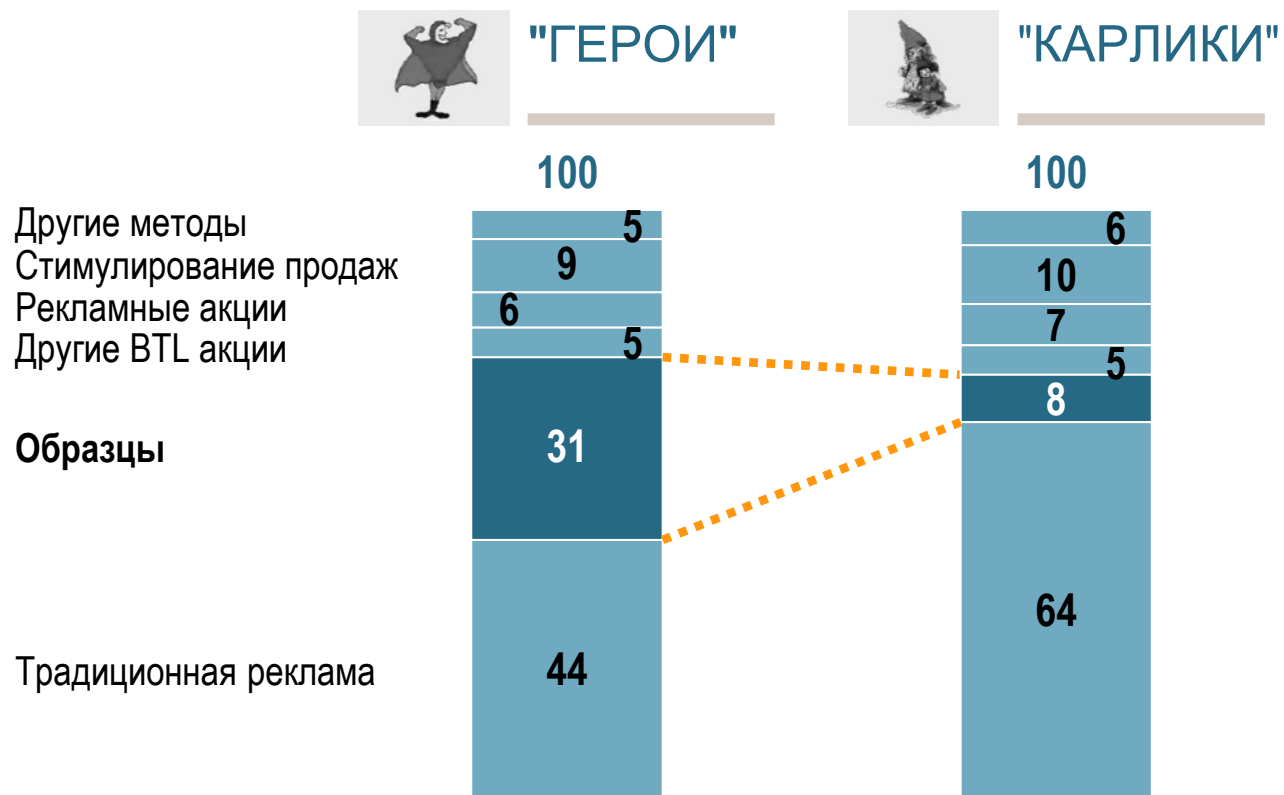 "ГЕРОИ"
"КАРЛИКИ"
100
100
Другие методы
5
6
Стимулирование продаж
9
10
Рекламные акции
6
7
Другие BTL акции
5
5
Образцы
31
8
Традиционная реклама
44
64